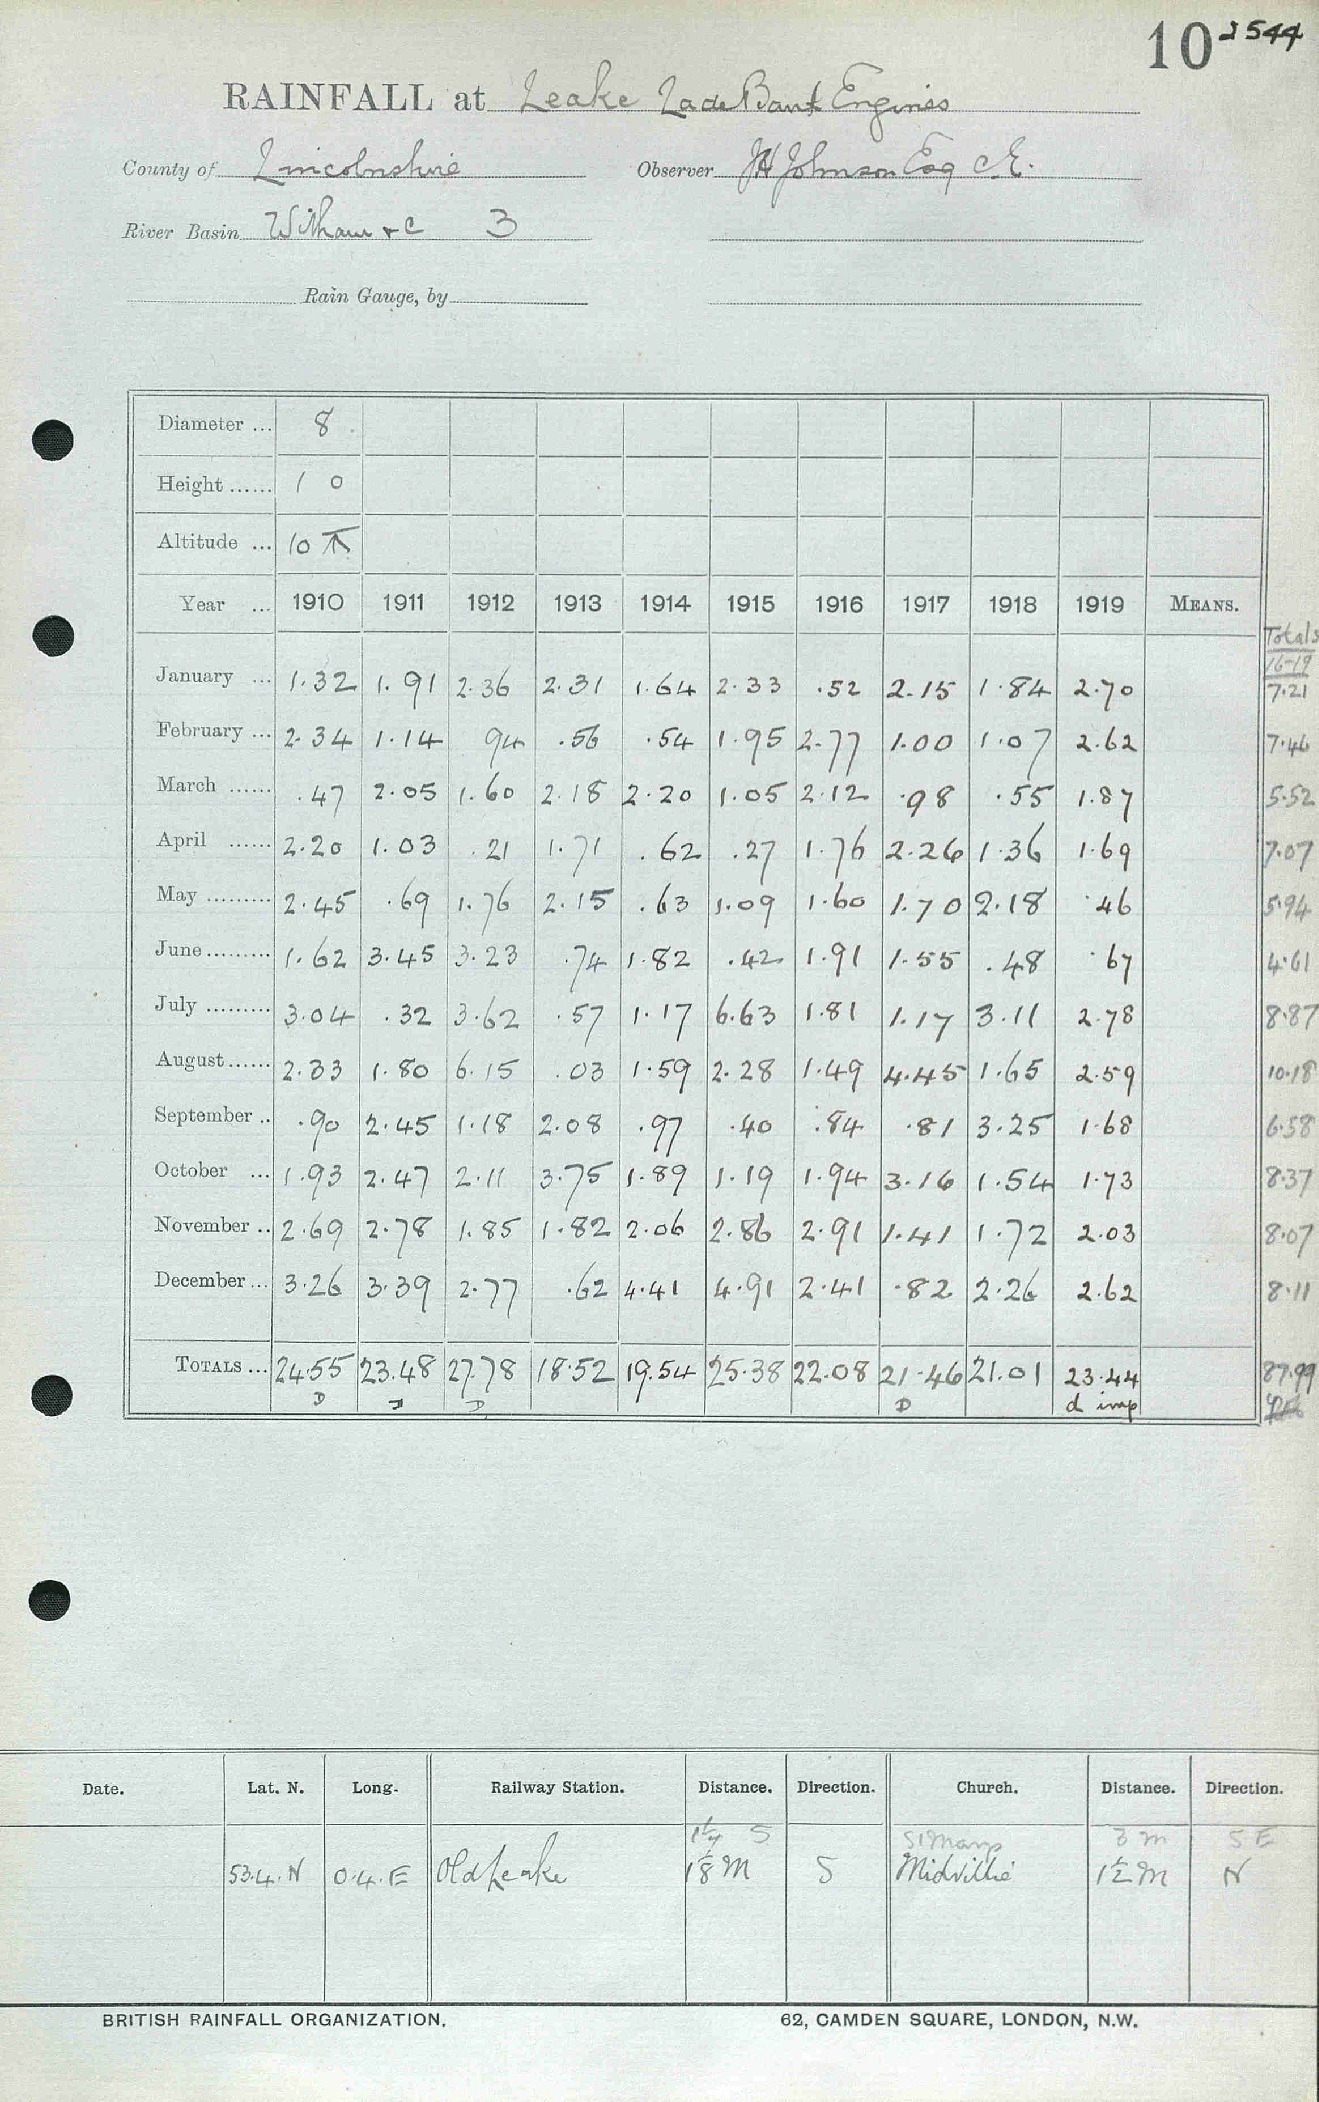 10 2544
RAINFALL at Leake Lade Bank Engines
County of Lincolnshire Observer JH Johnson Esq C.E.
River Basin Witham & C 3
Rain Gauge, by
Diameter ... 8
Height ...... 1 0
Altitude ... 10
Year ... 1910 1911 1912 1913 1914 1915 1916 1917 1918 1919 MEANS.
Totals
16-19
January ... 1.32 1.91 2.36 2.31 1.64 2.33 .52 2.15 1.84 2.70 7.21
February ... 2.34 1.14 94 .56 .54 1.95 2.77 1.00 1.07 2.62 7.46
March ...... .47 2.05 1.60 2.18 2.20 1.05 2.12 .98 .55 1.87 5.52
April ...... 2.20 1.03 .21 1.71 .62 .27 1.76 2.26 1.36 1.69 7.07
May ......... 2.45 .69 1.76 2.15 .63 1.09 1.60 1.70 2.18 .46 5.94
June ......... 1.62 3.45 3.23 .74 1.82 .42 1.91 1.55 .48 .67 4.61
July ......... 3.04 .32 3.62 .57 1.17 6.63 1.81 1.17 3.11 2.78 8.87
August ...... 2.33 1.80 6.15 .03 1.59 2.28 1.49 4.45 1.65 2.59 10.18
September .. .90 2.45 1.18 2.08 .97 .40 .84 .81 3.25 1.68 6.58
October ... 1.93 2.47 2.11 3.75 1.89 1.19 1.94 3.16 1.54 1.73 8.37
November .. 2.69 2.78 1.85 1.82 2.06 2.86 2.91 1.41 1.72 2.03 8.07
December ... 3.26 3.39 2.77 .62 4.41 4.91 2.41 .82 2.26 2.62 8.11
TOTALS ... 24.55 23.48 27.78 18.52 19.54 25.38 22.08 21.46 21.01 23.44 87.99
D D D d imp
Date. Lat. N. Long. Railway Station. Distance. Direction. Church. Distance. Direction.
S St Marys 3 m S E
53.4.N 0.4.E Old Leake 1 1/8 M S Midville 1 1/2 M N
BRITISH RAINFALL ORGANIZATION. 62, CAMDEN SQUARE, LONDON, N.W.